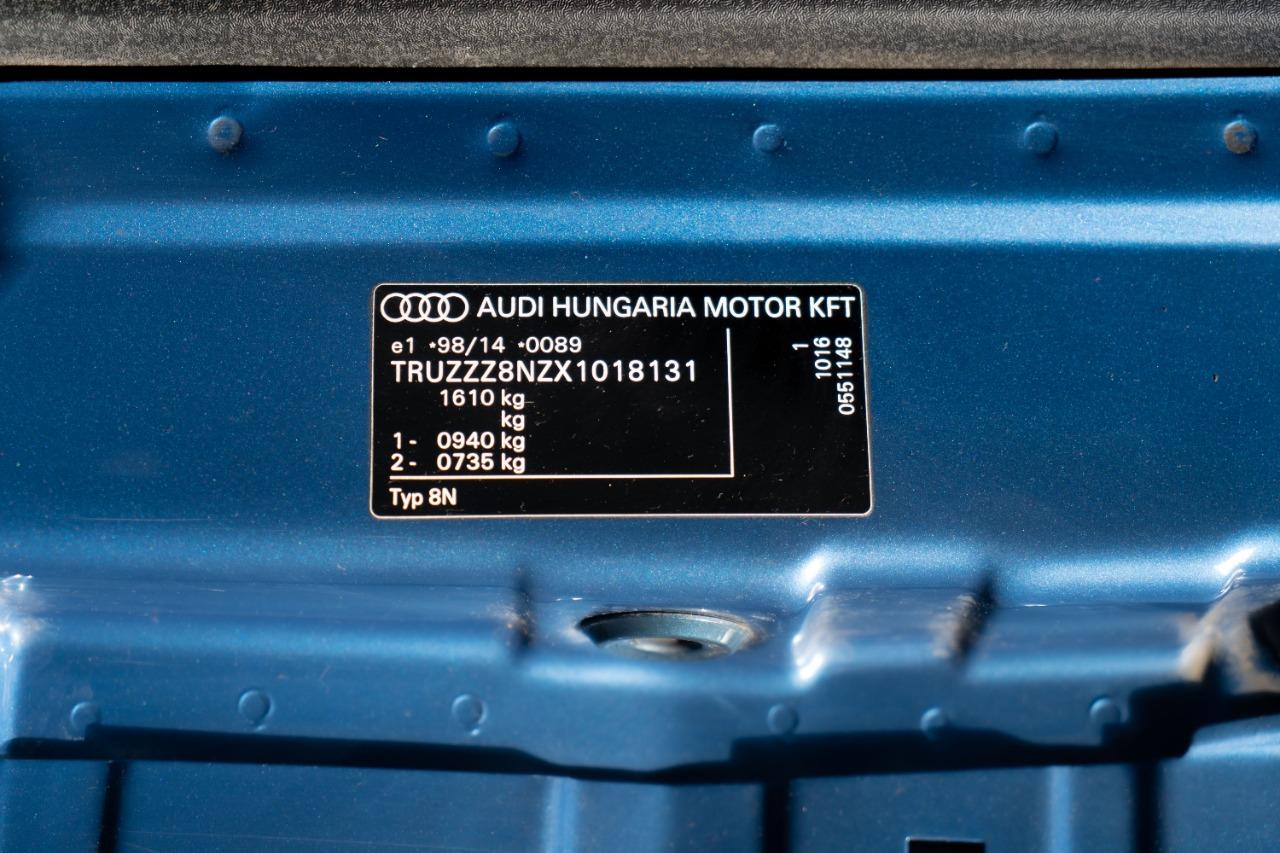 AUDI HUNGARIA MOTOR KFT
e1 *98/14 *0089
TRUZZZ8NZX1018131
1610 kg
kg
1- 0940 kg
2- 0735 kg
Typ 8N
1
1016
0551148